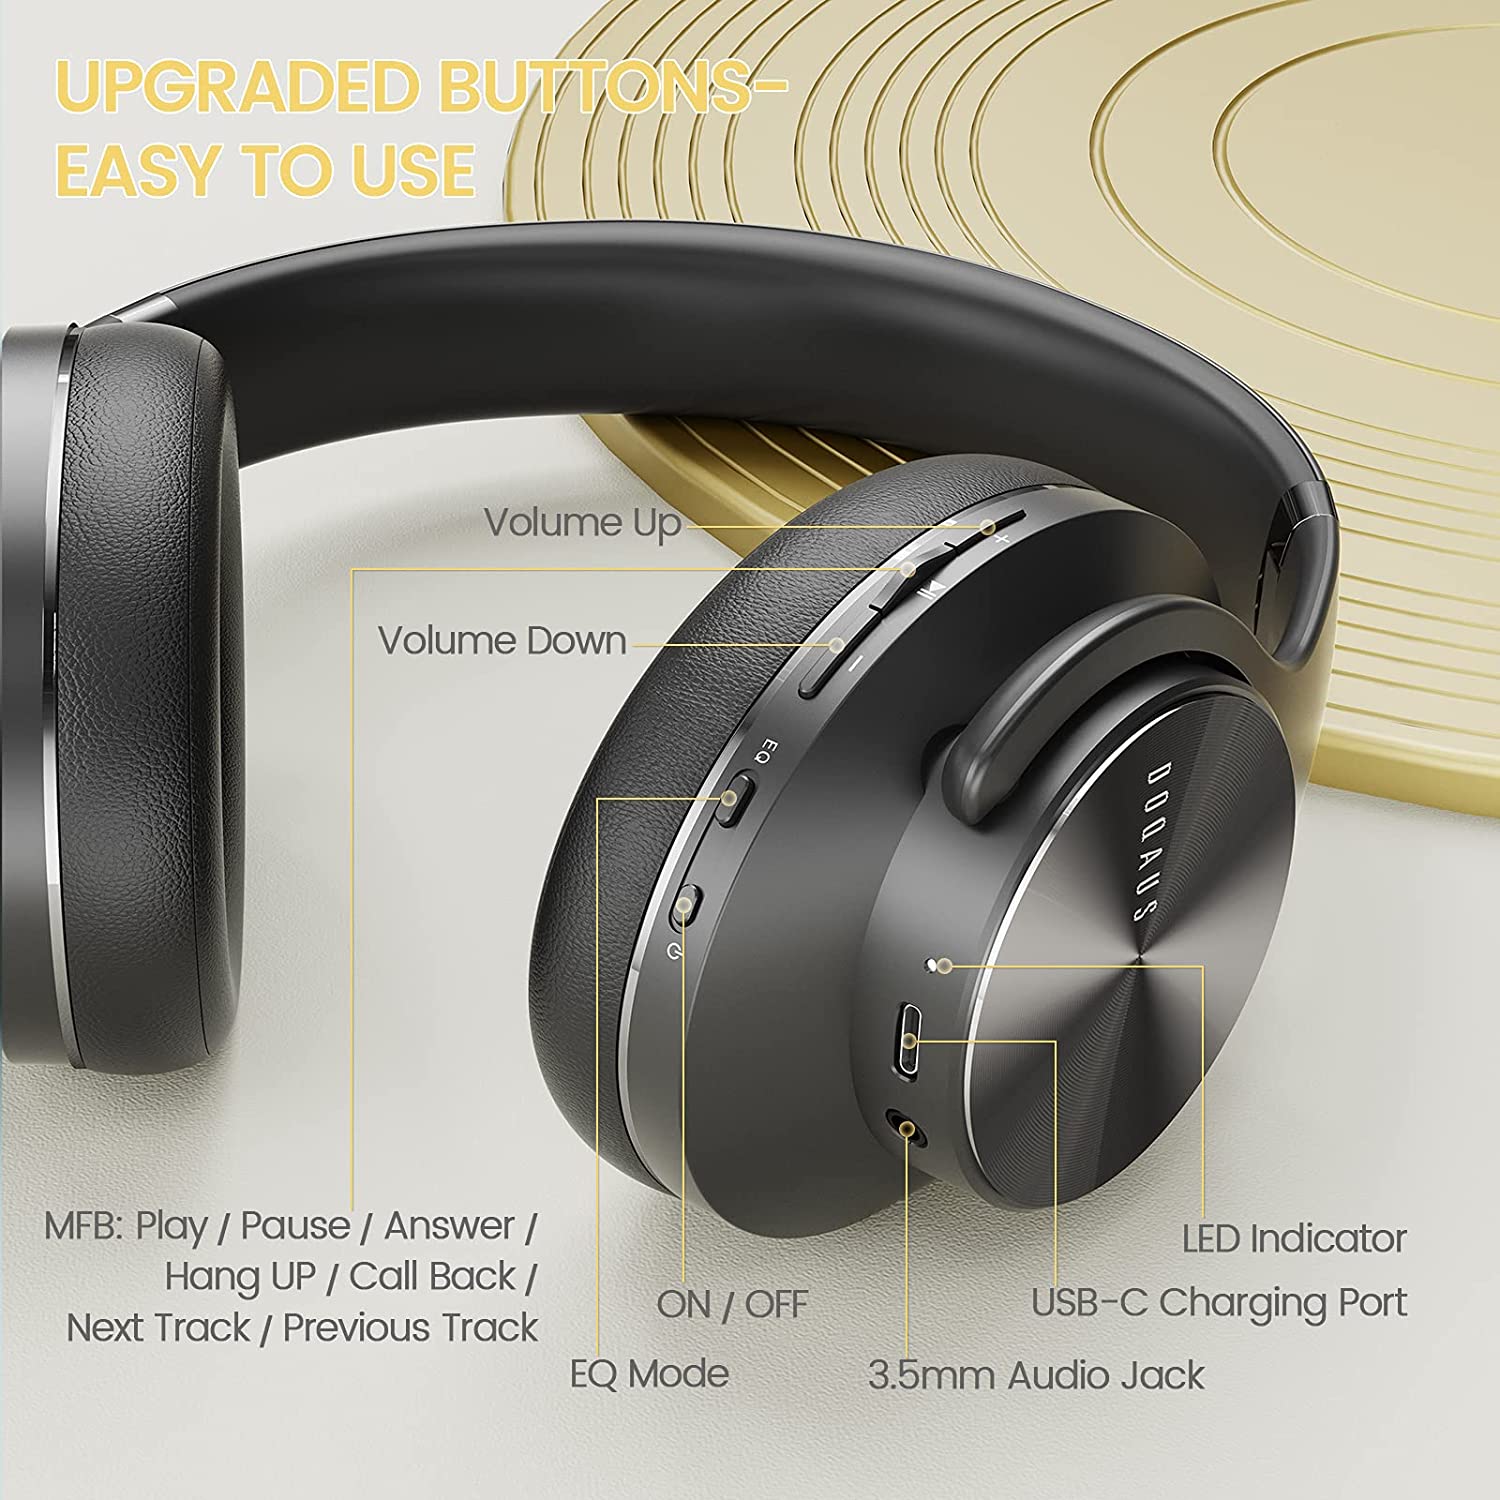 UPGRADED BUTTONS-
EASY TO USE
Volume Up
+
Volume Down
-
EQ
DOQAUS
MFB: Play / Pause / Answer /
Hang UP / Call Back /
Next Track / Previous Track
ON / OFF
EQ Mode
LED Indicator
USB-C Charging Port
3.5mm Audio Jack